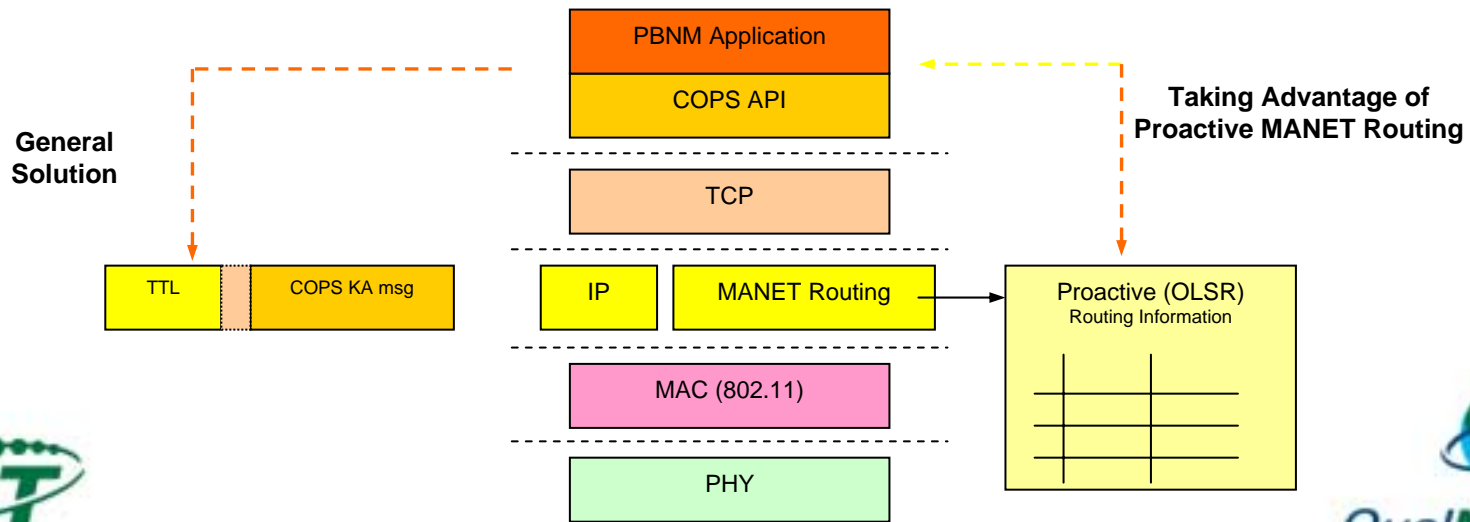 PBNM Application
COPS API
General
Solution
Taking Advantage of
Proactive MANET Routing
TCP
TTL
COPS KA msg
IP
MANET Routing
Proactive (OLSR)
Routing Information
MAC (802.11)
PHY